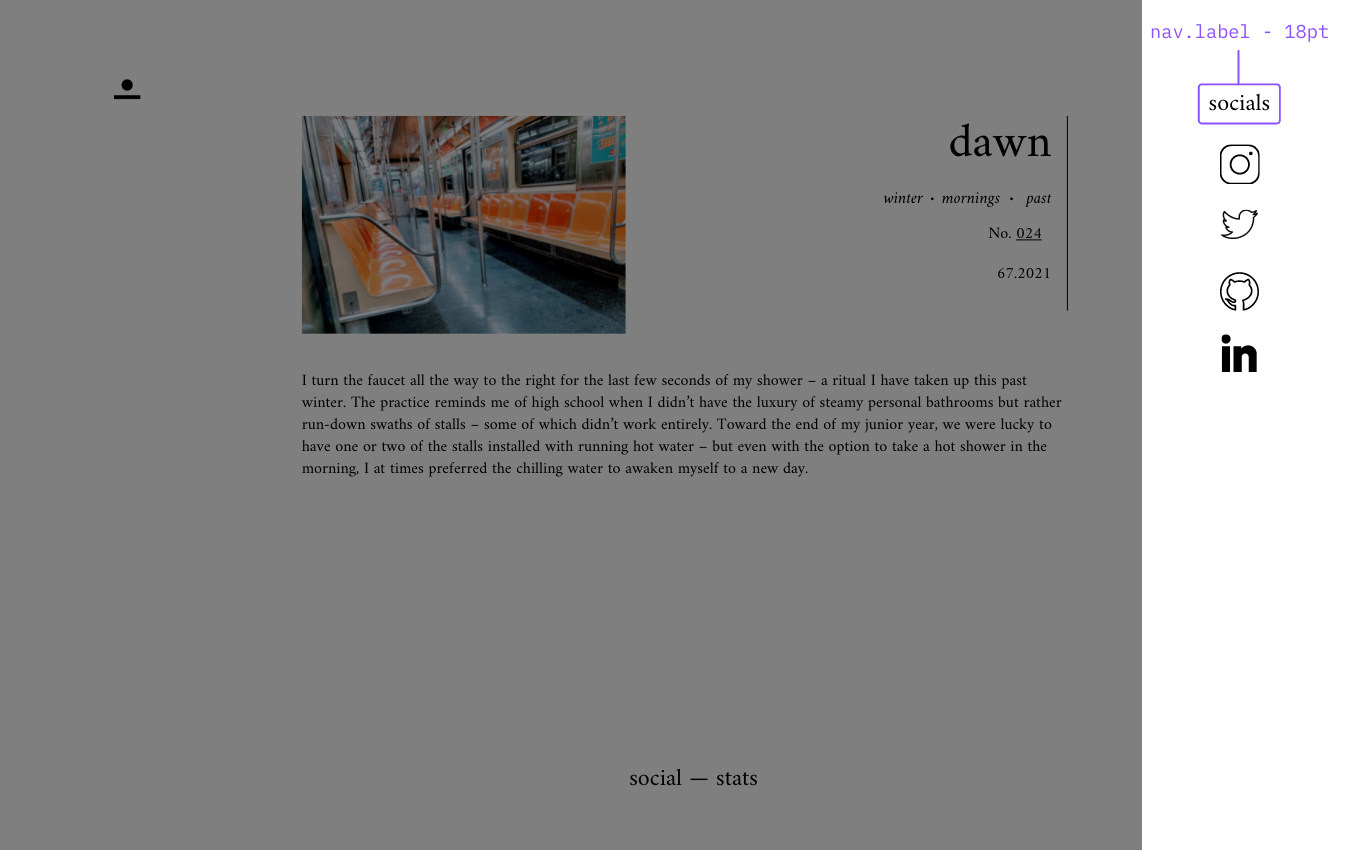 nav.label - 18pt
socials
dawn
winter · mornings · past
No. 024
67.2021
I turn the faucet all the way to the right for the last few seconds of my shower – a ritual I have taken up this past
winter. The practice reminds me of high school when I didn’t have the luxury of steamy personal bathrooms but rather
run-down swaths of stalls – some of which didn’t work entirely. Toward the end of my junior year, we were lucky to
have one or two of the stalls installed with running hot water – but even with the option to take a hot shower in the
morning, I at times preferred the chilling water to awaken myself to a new day.
social — stats
in